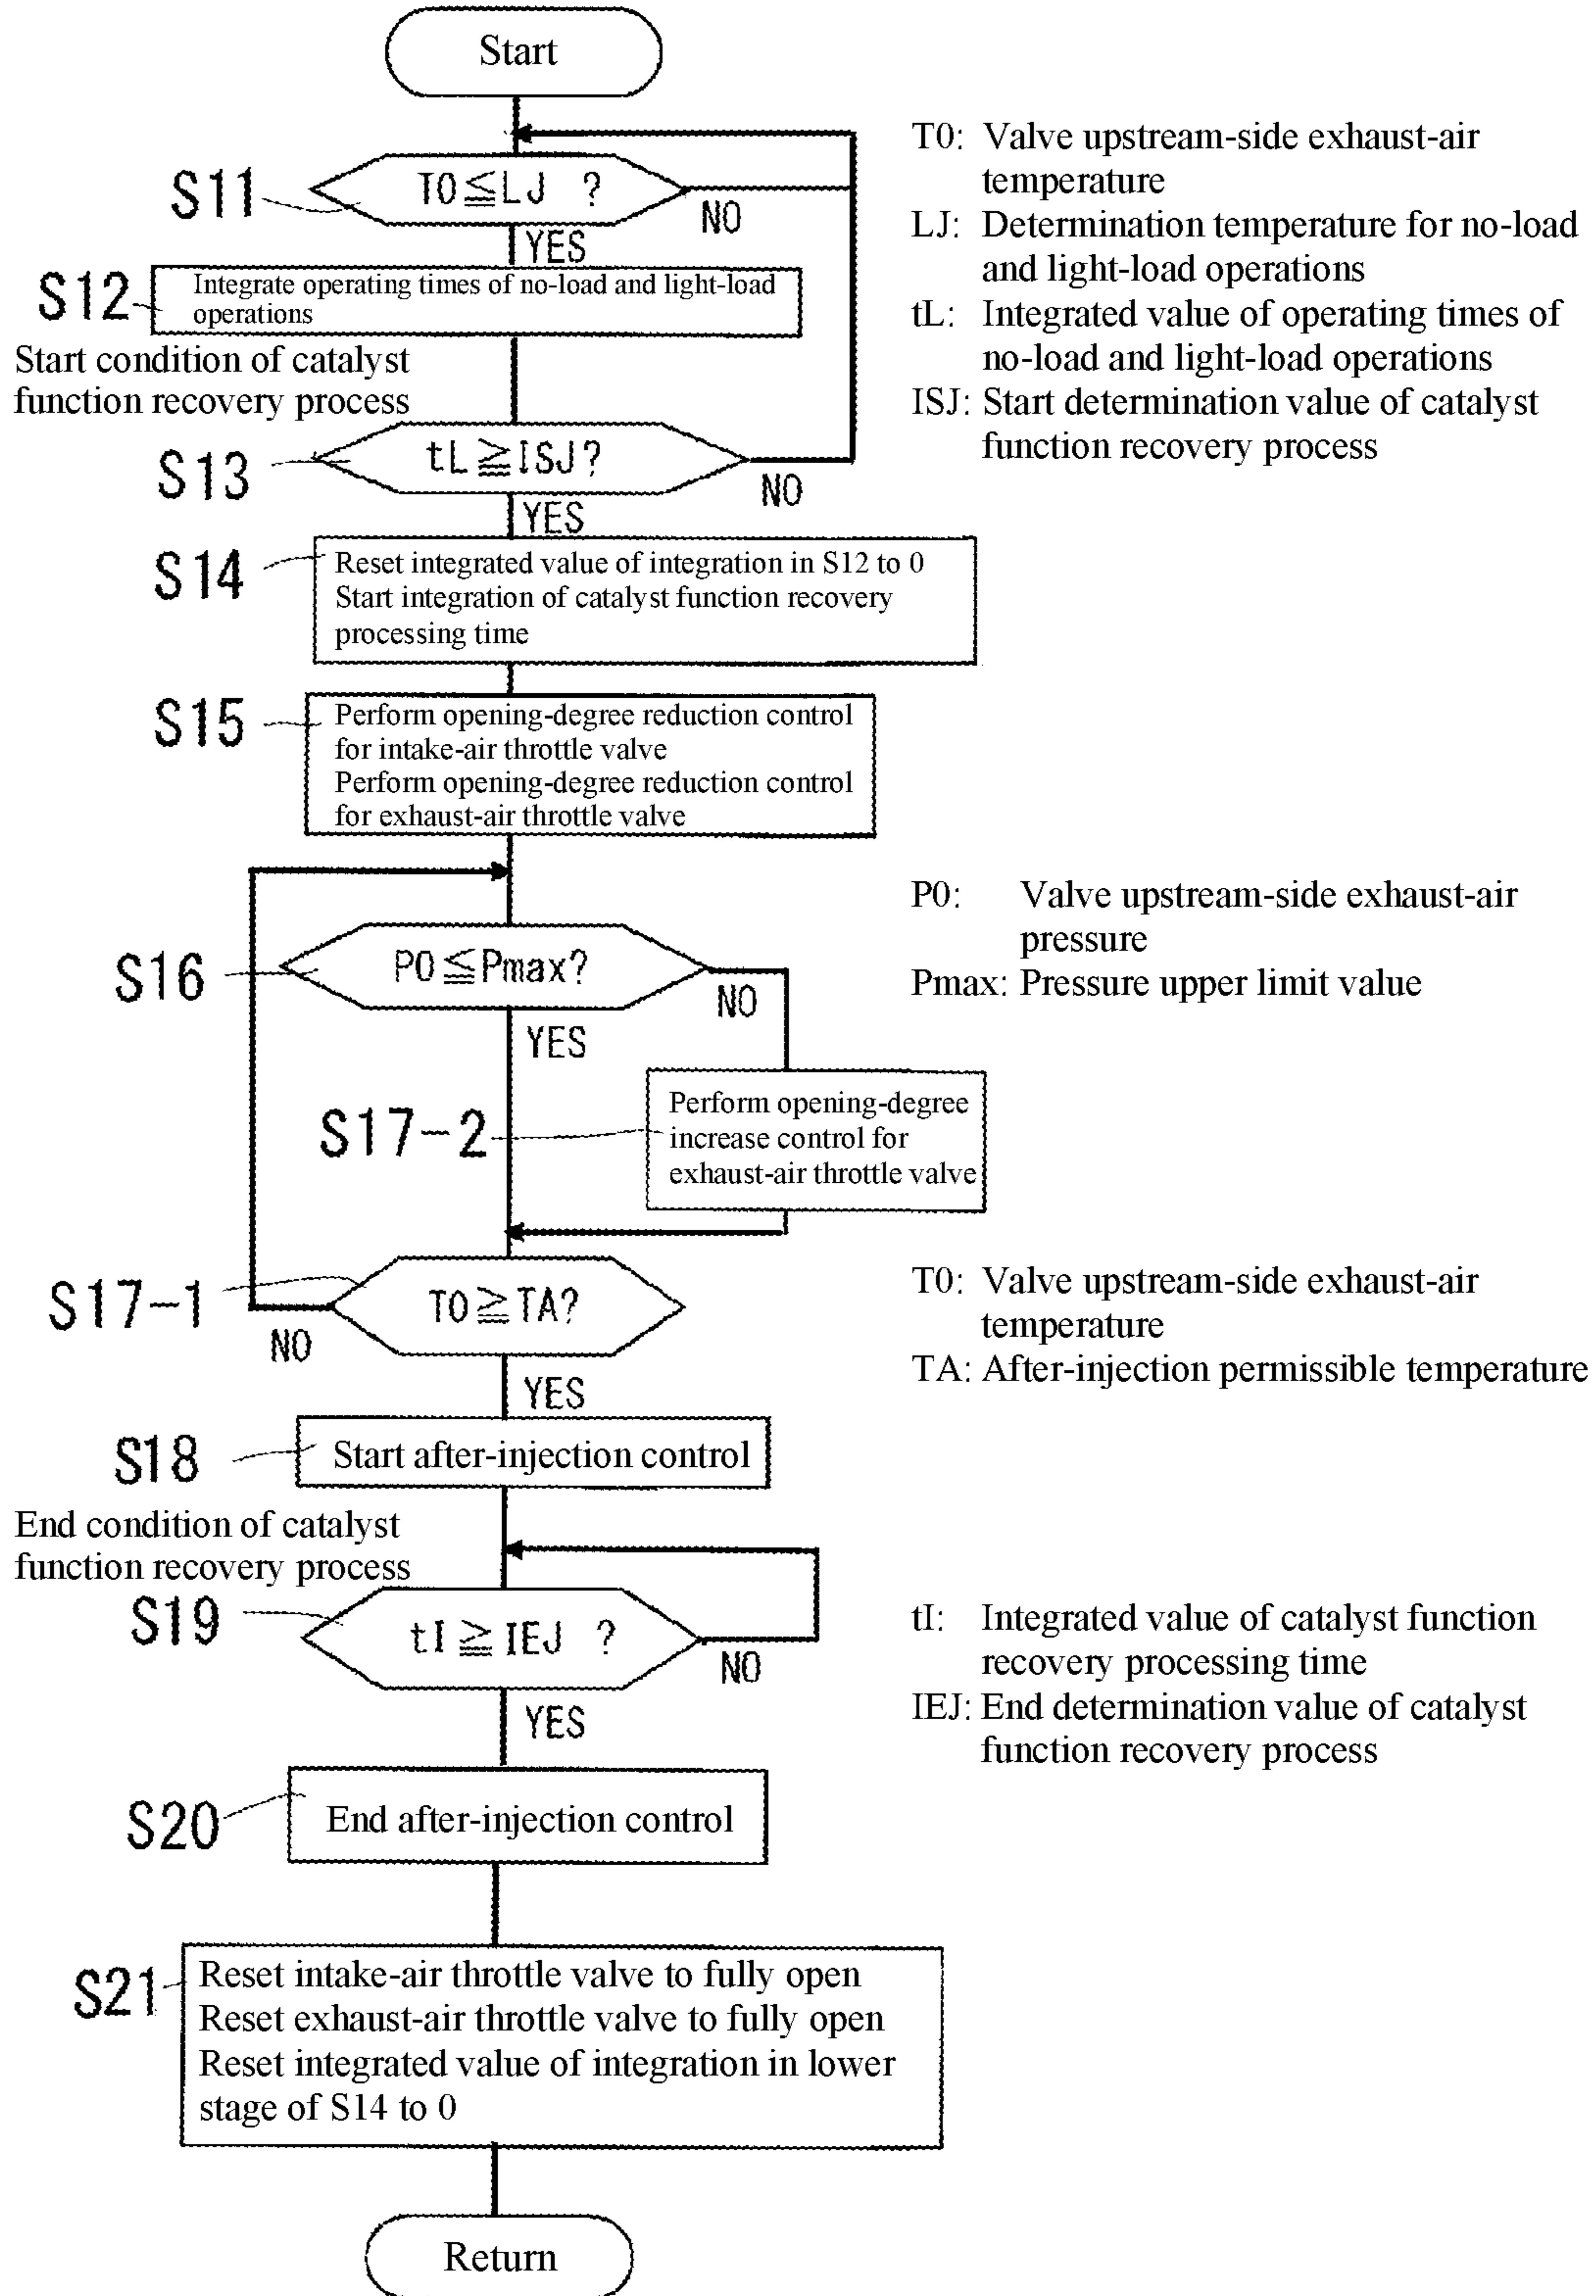 Start
S11
T0≦LJ ?
NO
YES
T0: Valve upstream-side exhaust-air
temperature
LJ: Determination temperature for no-load
and light-load operations
tL: Integrated value of operating times of
no-load and light-load operations
ISJ: Start determination value of catalyst
function recovery process
S12
Integrate operating times of no-load and light-load
operations
Start condition of catalyst
function recovery process
S13
tL≧ISJ?
NO
YES
S14
Reset integrated value of integration in S12 to 0
Start integration of catalyst function recovery
processing time
S15
Perform opening-degree reduction control
for intake-air throttle valve
Perform opening-degree reduction control
for exhaust-air throttle valve
S16
P0≦Pmax?
NO
YES
P0: Valve upstream-side exhaust-air
pressure
Pmax: Pressure upper limit value
S17-2
Perform opening-degree
increase control for
exhaust-air throttle valve
S17-1
T0≧TA?
NO
YES
T0: Valve upstream-side exhaust-air
temperature
TA: After-injection permissible temperature
S18
Start after-injection control
End condition of catalyst
function recovery process
S19
tI≧IEJ ?
NO
YES
tI: Integrated value of catalyst function
recovery processing time
IEJ: End determination value of catalyst
function recovery process
S20
End after-injection control
S21
Reset intake-air throttle valve to fully open
Reset exhaust-air throttle valve to fully open
Reset integrated value of integration in lower
stage of S14 to 0
Return